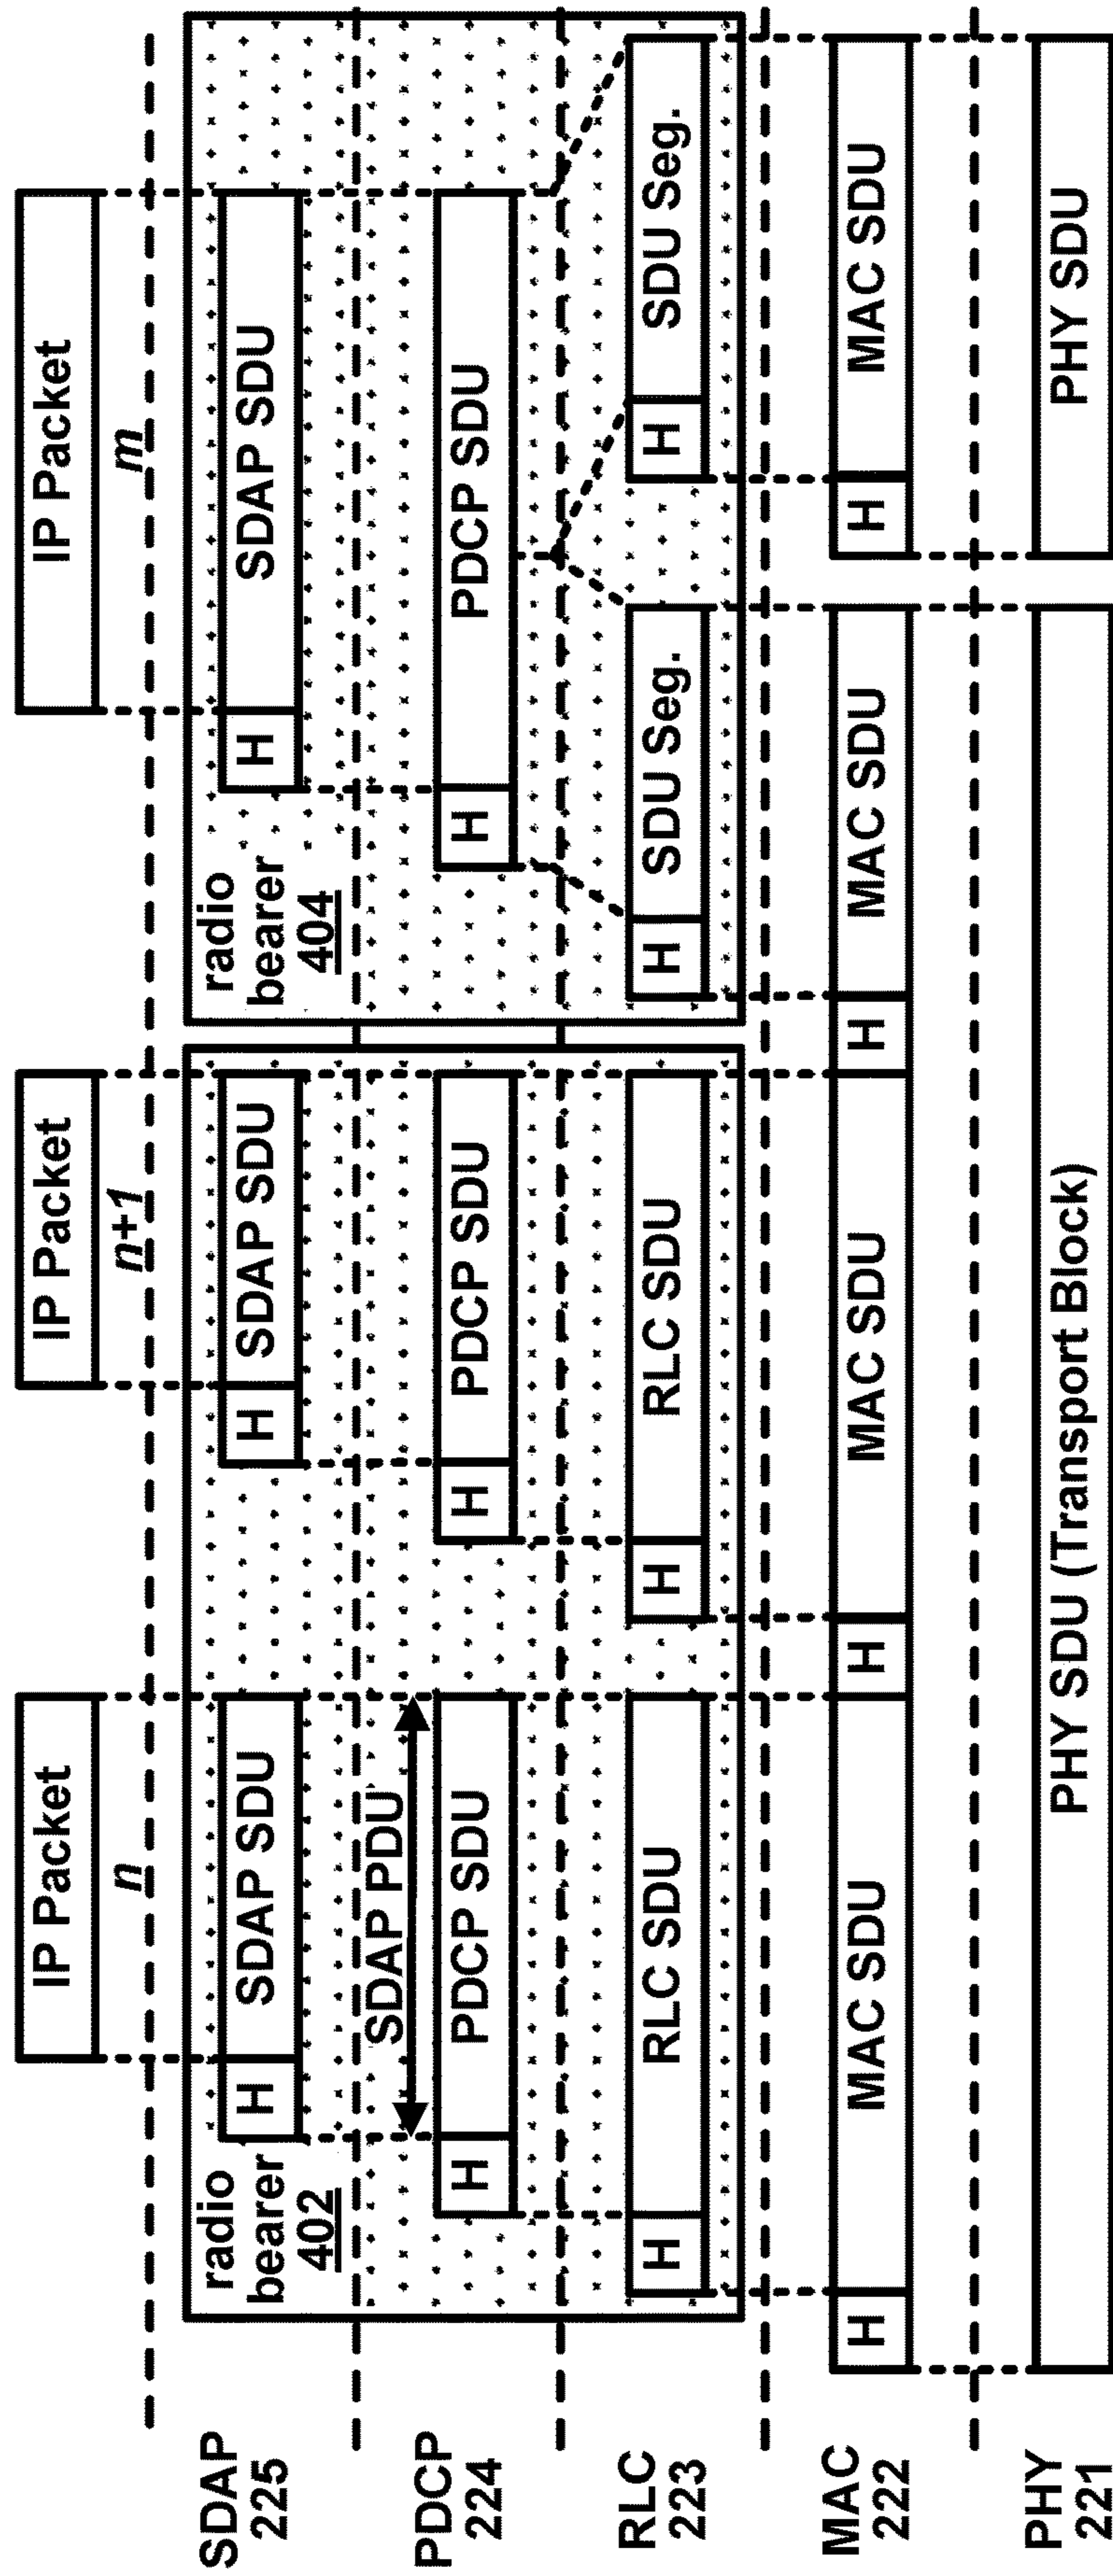 IP Packet
IP Packet
IP Packet
n
n+1
m
SDAP
225
radio
bearer
402
H
SDAP SDU
H
SDAP SDU
radio
bearer
404
H
SDAP SDU
SDAP PDU
PDCP
224
H
PDCP SDU
H
PDCP SDU
H
PDCP SDU
RLC
223
H
RLC SDU
H
RLC SDU
H
SDU Seg.
H
SDU Seg.
MAC
222
H
MAC SDU
H
MAC SDU
H
MAC SDU
H
MAC SDU
PHY
221
PHY SDU (Transport Block)
PHY SDU